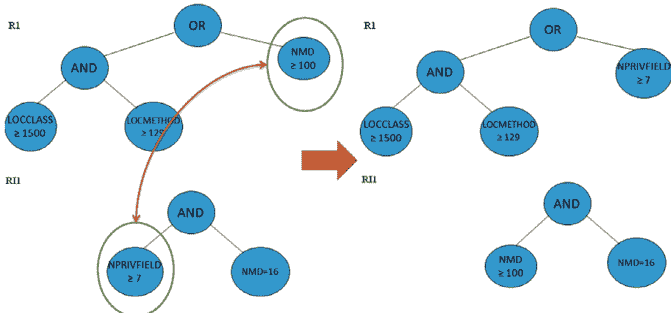 R1
OR
NMD
≥ 100
AND
LOCCLASS
≥ 1500
LOCMETHOD
≥ 129
RI1
AND
NPRIVFIELD
≥ 7
NMD=16
R1
OR
NPRIVFIELD
≥ 7
AND
LOCCLASS
≥ 1500
LOCMETHOD
≥ 129
RI1
AND
NMD
≥ 100
NMD=16